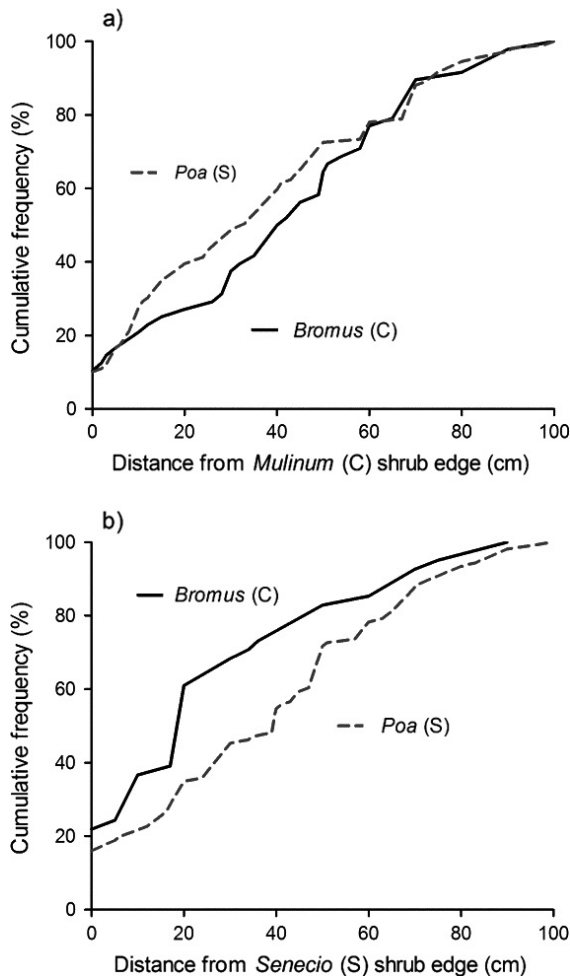 a)
100
80
60
40
20
0
Cumulative frequency (%)
Poa (S)
Bromus (C)
0 20 40 60 80 100
Distance from Mulinum (C) shrub edge (cm)
b)
100
80
60
40
20
0
Cumulative frequency (%)
Bromus (C)
Poa (S)
0 20 40 60 80 100
Distance from Senecio (S) shrub edge (cm)